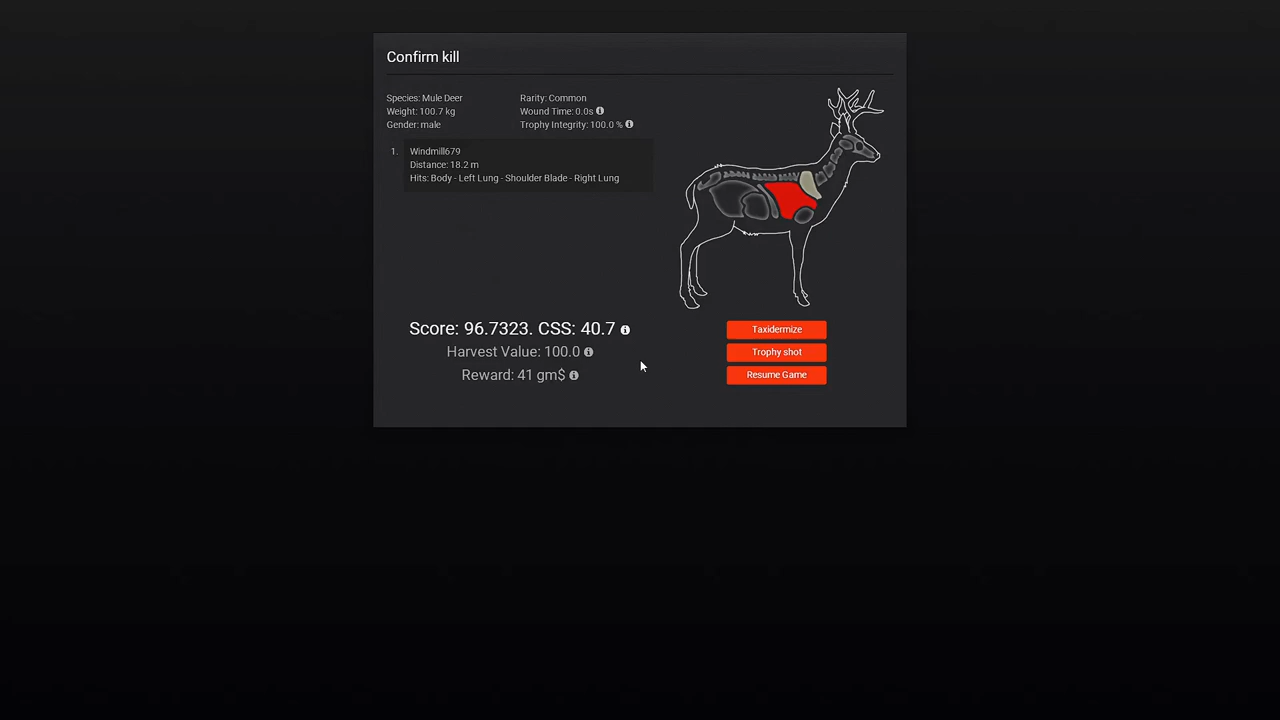 Confirm kill
Species: Mule Deer
Rarity: Common
Weight: 100.7 kg
Wound Time: 0.0s
Gender: male
Trophy Integrity: 100.0 %
1.
Windmill679
Distance: 18.2 m
Hits: Body - Left Lung - Shoulder Blade - Right Lung
Score: 96.7323. CSS: 40.7
Harvest Value: 100.0
Reward: 41 gm$
Taxidermize
Trophy shot
Resume Game